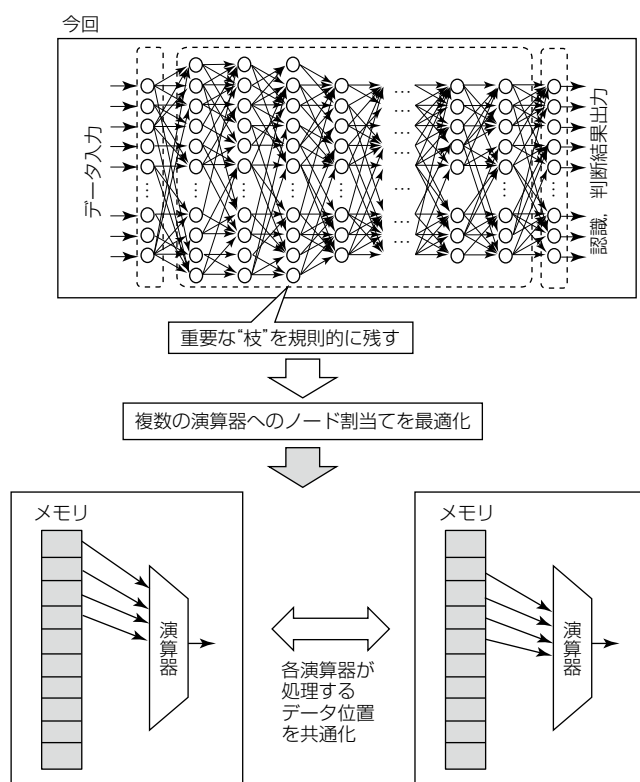 今回
データ入力
認識，判断結果出力
重要な“枝”を規則的に残す
複数の演算器へのノード割当てを最適化
メモリ
演算器
各演算器が
処理する
データ位置
を共通化
メモリ
演算器